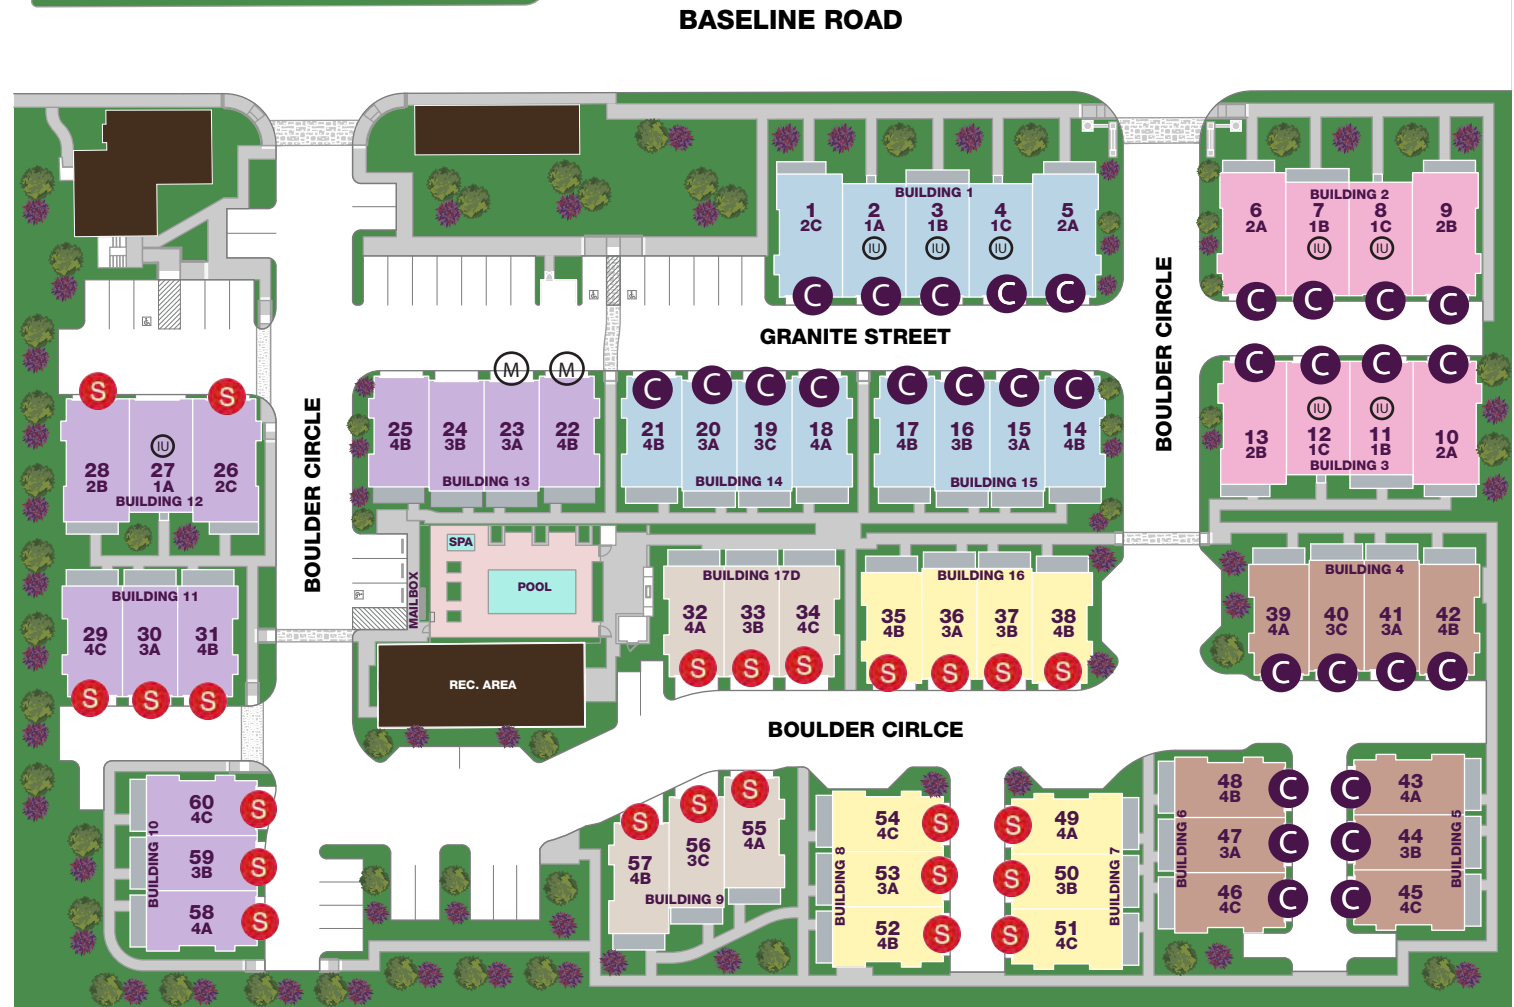 BASELINE ROAD
BUILDING 1
1
2C
2
1A
IU
3
1B
IU
4
1C
IU
5
2A
C
C
C
C
C
BUILDING 2
6
2A
7
1B
IU
8
1C
IU
9
2B
C
C
C
C
GRANITE STREET
BOULDER CIRCLE
BOULDER CIRCLE
S
S
28
2B
IU
27
1A
26
2C
BUILDING 12
M
M
25
4B
24
3B
23
3A
22
4B
BUILDING 13
C
C
C
C
21
4B
20
3A
19
3C
18
4A
BUILDING 14
C
C
C
C
17
4B
16
3B
15
3A
14
4B
BUILDING 15
C
C
C
C
IU
IU
13
2B
12
1C
11
1B
10
2A
BUILDING 3
BUILDING 11
29
4C
30
3A
31
4B
S
S
S
SPA
POOL
MAILBOX
REC. AREA
BUILDING 17D
32
4A
33
3B
34
4C
S
S
S
BUILDING 16
35
4B
36
3A
37
3B
38
4B
S
S
S
S
BUILDING 4
39
4A
40
3C
41
3A
42
4B
C
C
C
C
BOULDER CIRLCE
BUILDING 10
60
4C
S
59
3B
S
58
4A
S
S
S
S
57
4B
56
3C
55
4A
BUILDING 9
BUILDING 8
54
4C
S
53
3A
S
52
4B
S
S
49
4A
S
50
3B
S
51
4C
BUILDING 7
BUILDING 6
48
4B
C
47
3A
C
46
4C
C
C
43
4A
C
44
3B
C
45
4C
BUILDING 5